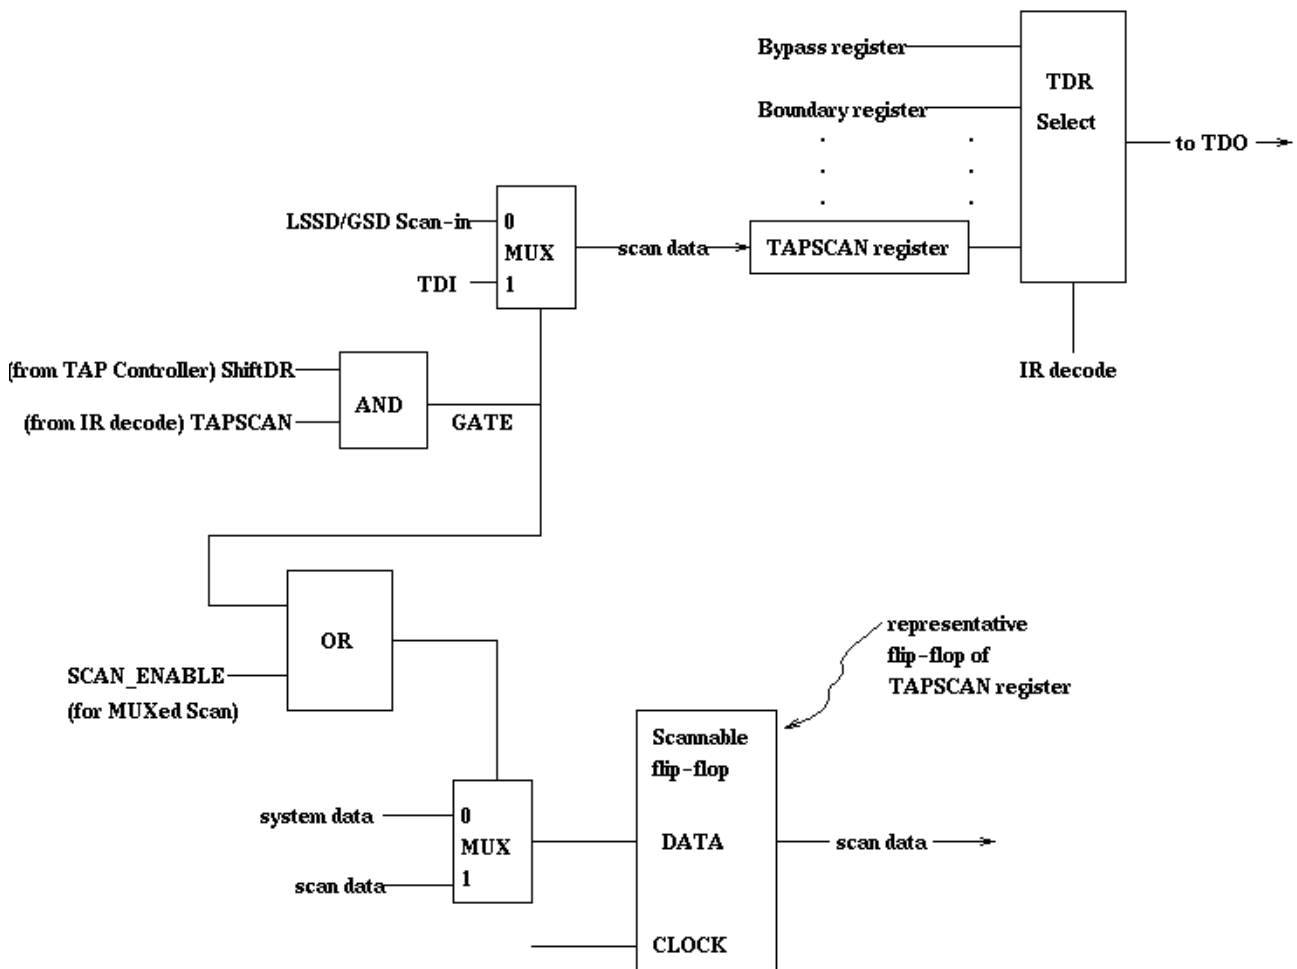 Bypass register
TDR
Boundary register
Select
to TDO
LSSD/GSD Scan-in
0
MUX
scan data
TAPSCAN register
TDI
1
(from TAP Controller) ShiftDR
IR decode
AND
(from IR decode) TAPSCAN
GATE
OR
SCAN_ENABLE
(for MUXed Scan)
representative
flip-flop of
TAPSCAN register
Scannable
flip-flop
system data
0
MUX
DATA
scan data
scan data
1
CLOCK